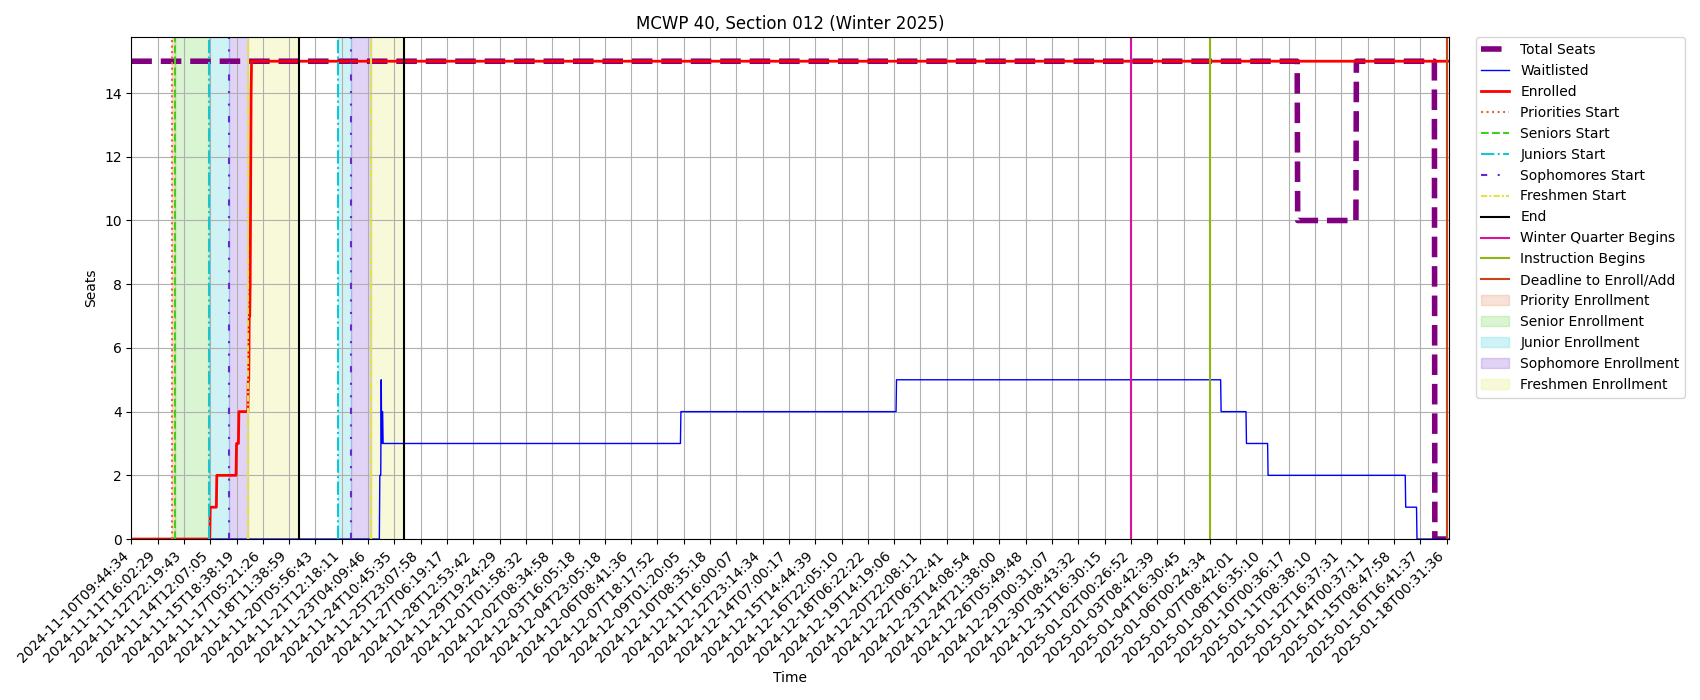 MCWP 40, Section 012 (Winter 2025)
Seats
14
12
10
8
6
4
2
0
2024-11-10T09:44:34
2024-11-11T16:02:29
2024-11-12T22:19:43
2024-11-14T12:07:05
2024-11-15T18:38:19
2024-11-17T05:21:26
2024-11-18T11:38:59
2024-11-20T05:56:43
2024-11-21T12:18:11
2024-11-23T04:09:46
2024-11-24T10:45:35
2024-11-25T23:07:58
2024-11-27T06:19:17
2024-11-28T12:53:42
2024-11-29T19:24:29
2024-12-01T01:58:32
2024-12-02T08:34:58
2024-12-03T16:05:18
2024-12-04T23:05:18
2024-12-06T08:41:36
2024-12-07T18:17:52
2024-12-09T01:20:05
2024-12-10T08:35:18
2024-12-11T16:00:07
2024-12-12T23:14:34
2024-12-14T07:00:17
2024-12-15T14:44:39
2024-12-16T22:05:10
2024-12-18T06:22:22
2024-12-19T14:19:06
2024-12-20T22:08:11
2024-12-22T06:22:41
2024-12-23T14:08:54
2024-12-24T21:38:00
2024-12-26T05:49:48
2024-12-29T00:31:07
2024-12-30T08:43:32
2024-12-31T16:30:15
2025-01-02T00:26:52
2025-01-03T08:42:39
2025-01-04T16:30:45
2025-01-06T00:24:34
2025-01-07T08:42:01
2025-01-08T16:35:10
2025-01-10T00:36:17
2025-01-11T08:38:10
2025-01-12T16:37:31
2025-01-14T00:37:11
2025-01-15T08:47:58
2025-01-16T16:41:37
2025-01-18T00:31:36
Time
Total Seats
Waitlisted
Enrolled
Priorities Start
Seniors Start
Juniors Start
Sophomores Start
Freshmen Start
End
Winter Quarter Begins
Instruction Begins
Deadline to Enroll/Add
Priority Enrollment
Senior Enrollment
Junior Enrollment
Sophomore Enrollment
Freshmen Enrollment